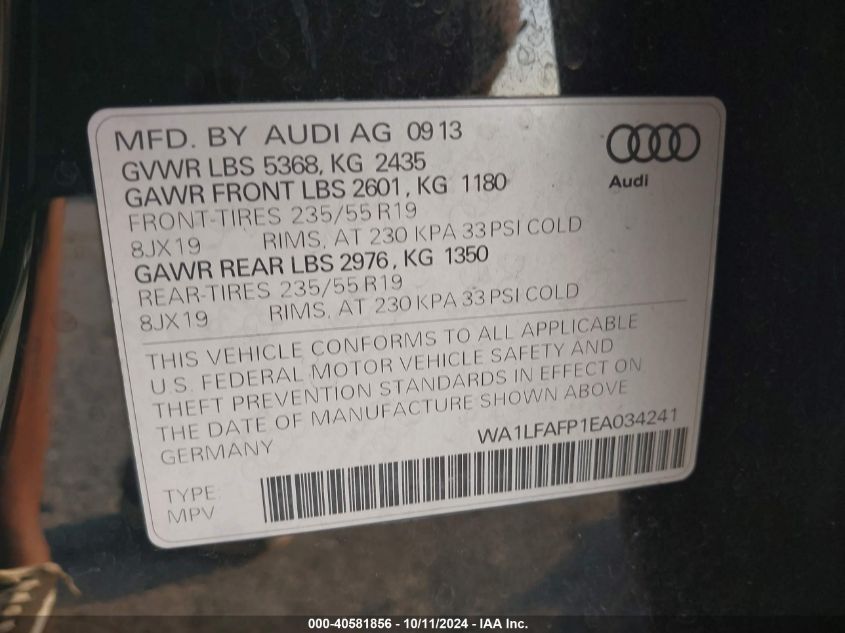 MFD. BY AUDI AG 09 13
GVWR LBS 5368, KG 2435
GAWR FRONT LBS 2601, KG 1180
FRONT-TIRES 235/55 R19
8JX19 RIMS, AT 230 KPA 33 PSI COLD
GAWR REAR LBS 2976, KG 1350
REAR-TIRES 235/55 R19
8JX19 RIMS, AT 230 KPA 33 PSI COLD
Audi
THIS VEHICLE CONFORMS TO ALL APPLICABLE
U.S. FEDERAL MOTOR VEHICLE SAFETY AND
THEFT PREVENTION STANDARDS IN EFFECT ON
THE DATE OF MANUFACTURE SHOWN ABOVE
GERMANY WA1LFAFP1EA034241
TYPE:
MPV
000-40581856 - 10/11/2024 - IAA Inc.